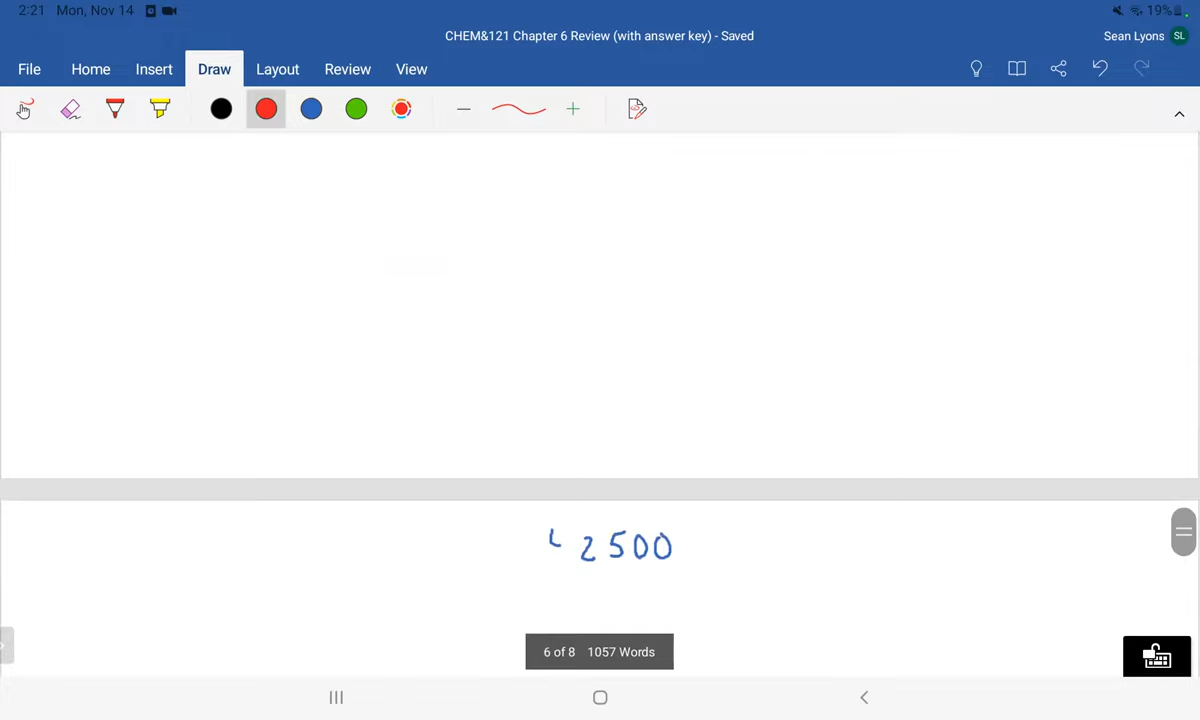 2:21 Mon, Nov 14 19%
CHEM&121 Chapter 6 Review (with answer key) - Saved
Sean Lyons SL
File Home Insert Draw Layout Review View
2500
6 of 8 1057 Words